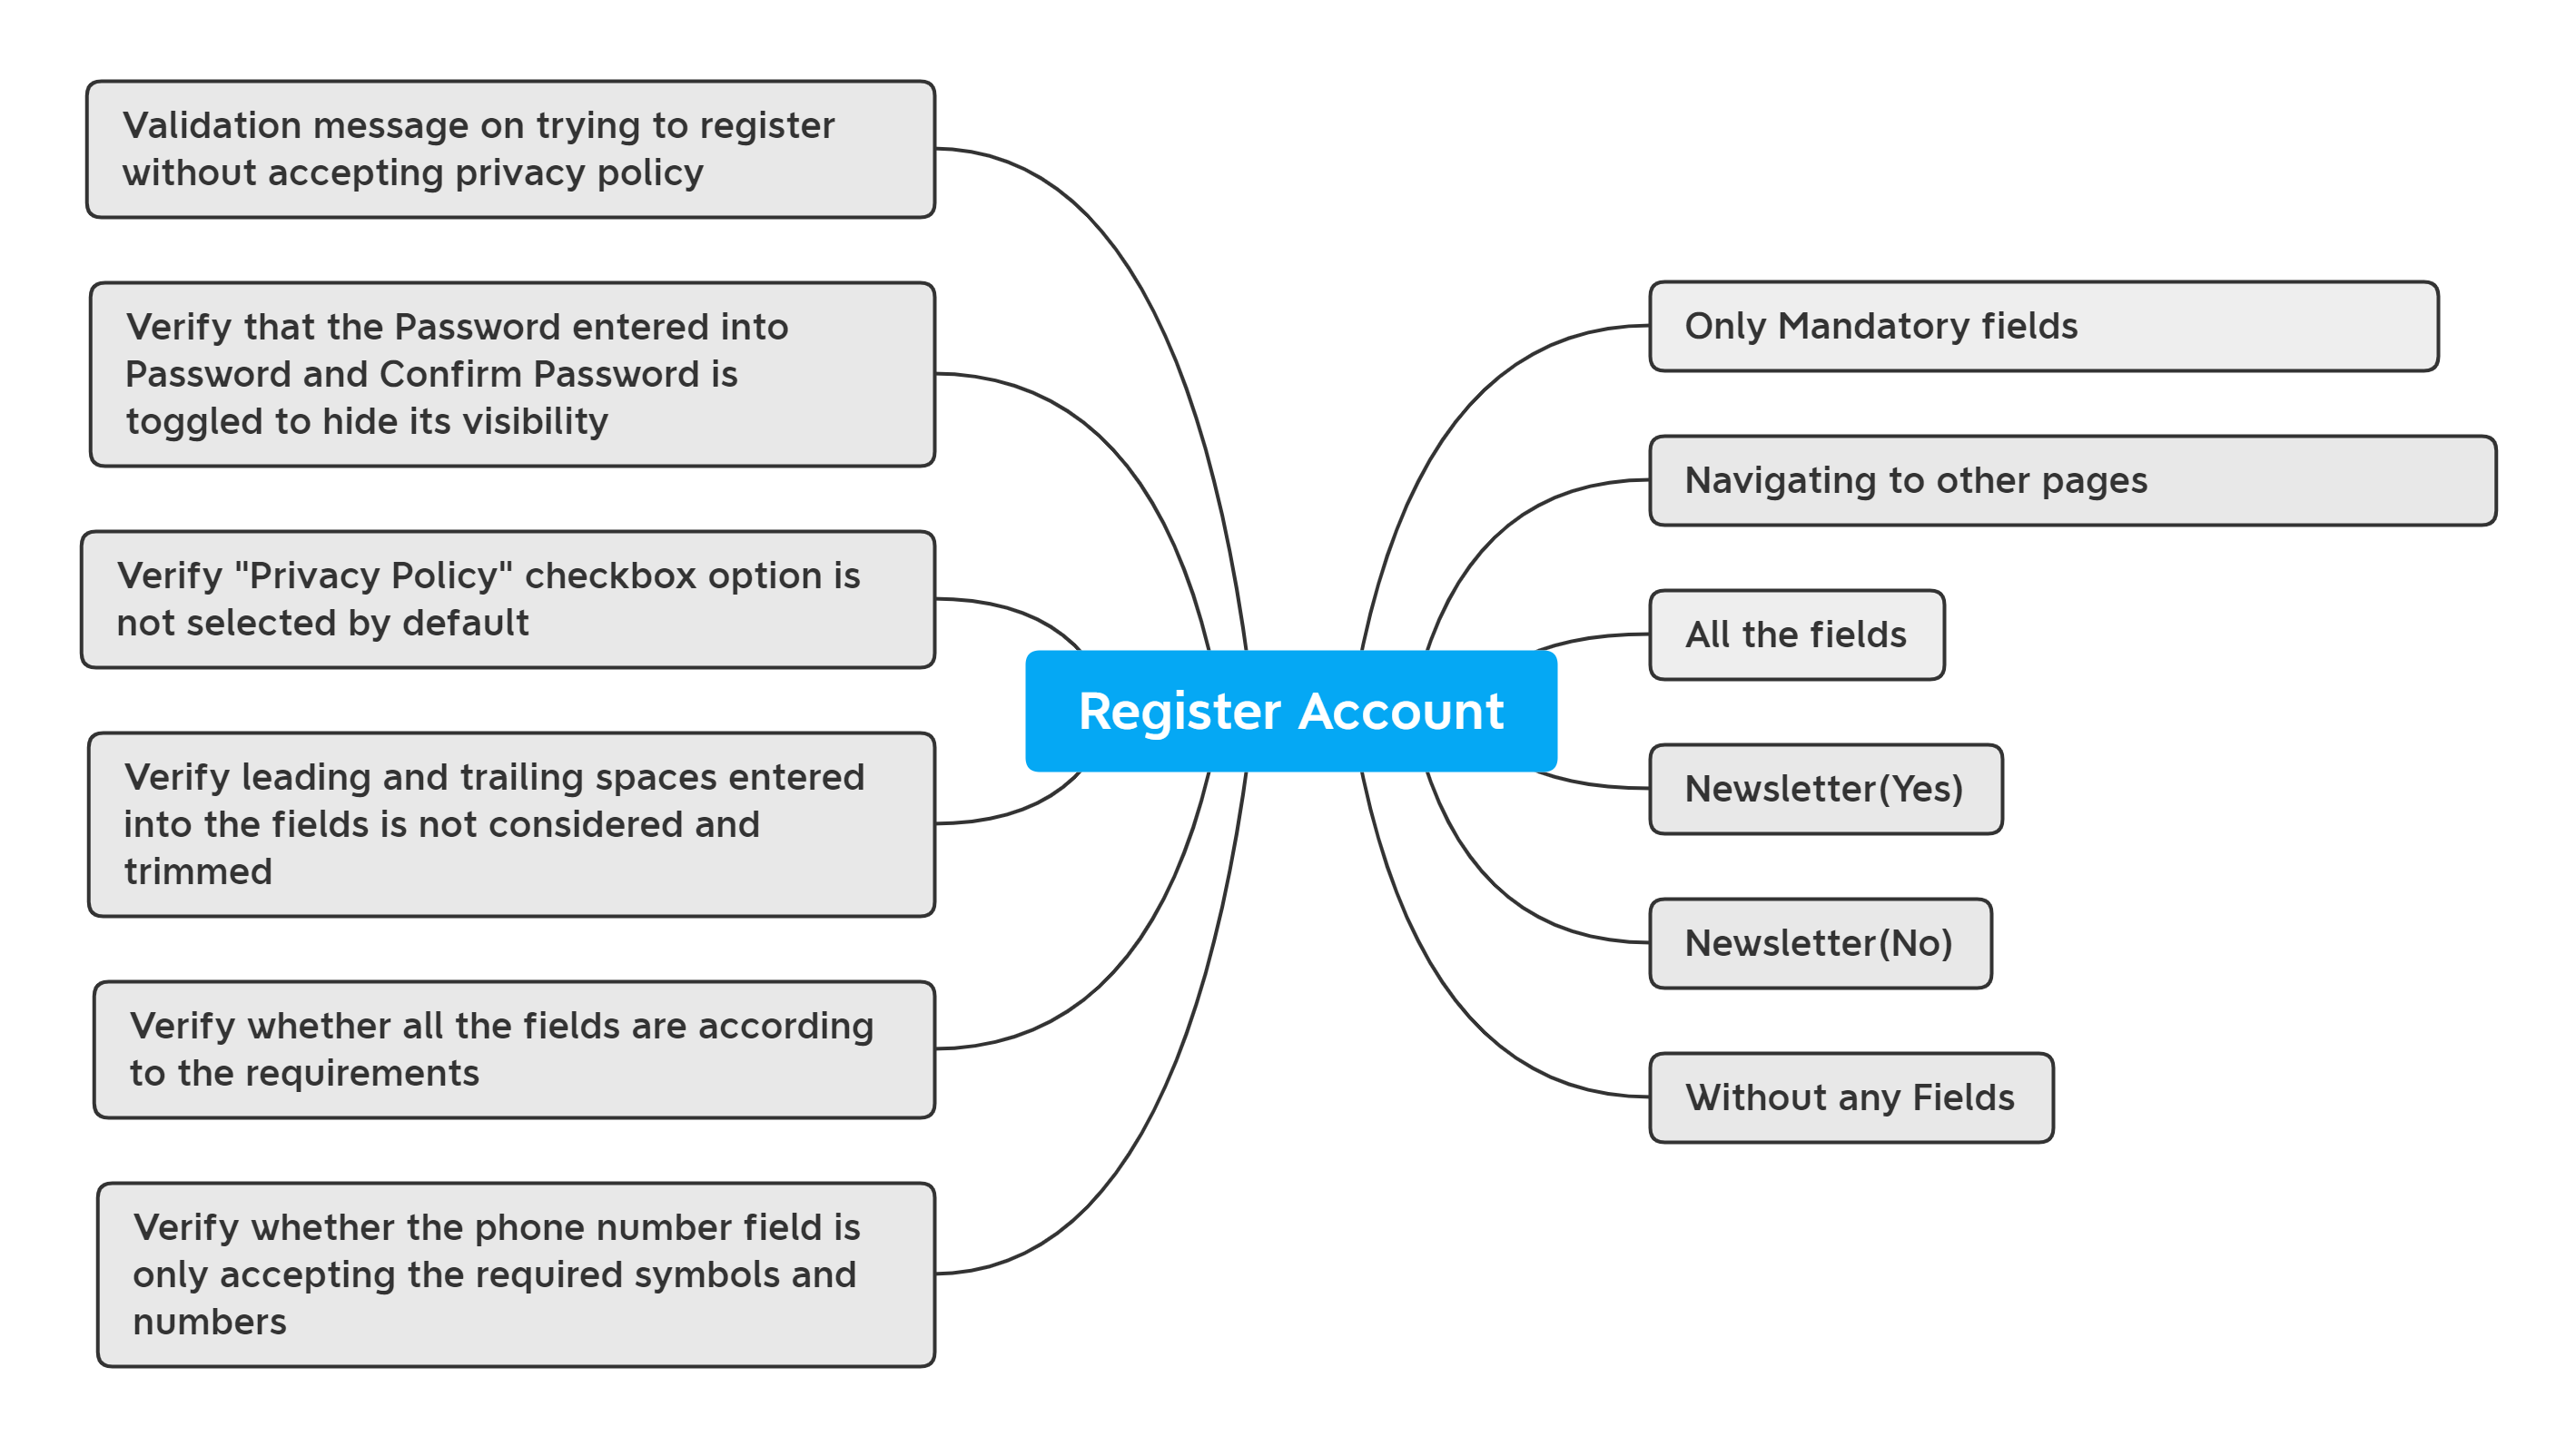 Validation message on trying to register
without accepting privacy policy
Verify that the Password entered into
Password and Confirm Password is
toggled to hide its visibility
Verify "Privacy Policy" checkbox option is
not selected by default
Verify leading and trailing spaces entered
into the fields is not considered and
trimmed
Verify whether all the fields are according
to the requirements
Verify whether the phone number field is
only accepting the required symbols and
numbers
Register Account
Only Mandatory fields
Navigating to other pages
All the fields
Newsletter(Yes)
Newsletter(No)
Without any Fields